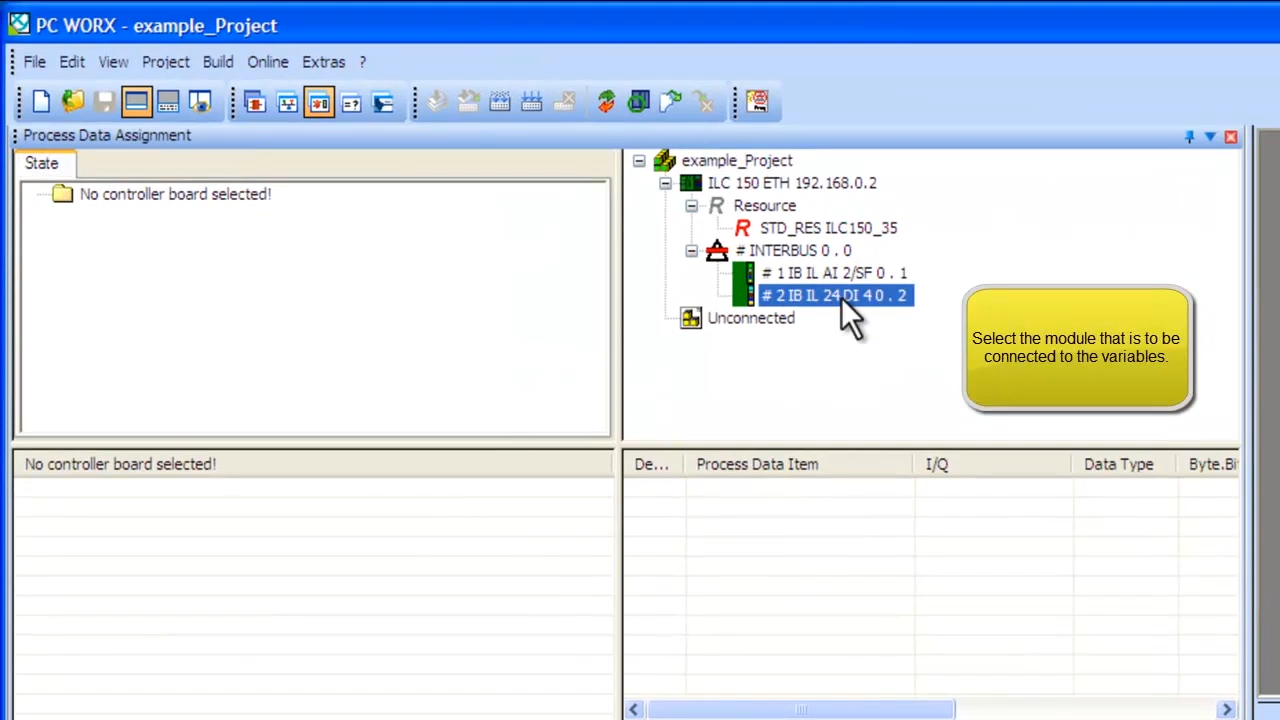 PC WORX - example_Project
File Edit View Project Build Online Extras ?
Process Data Assignment
State
No controller board selected!
example_Project
ILC 150 ETH 192.168.0.2
Resource
R STD_RES ILC150_35
# INTERBUS 0 . 0
# 1 IB IL AI 2/SF 0 . 1
# 2 IB IL 24 DI 4 0 . 2
Unconnected
Select the module that is to be
connected to the variables.
No controller board selected!
De... Process Data Item I/Q Data Type Byte.Bi